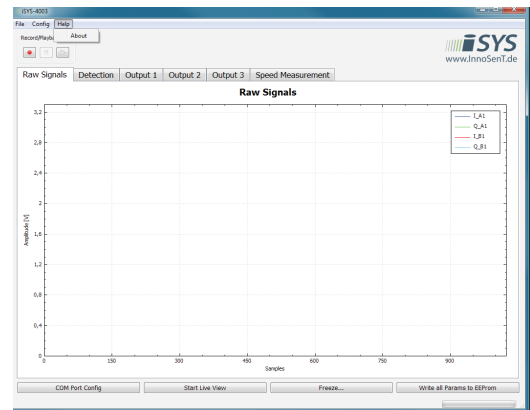 iSYS-4003
File Config Help
About
Record/Playba
iSYS
www.InnoSenT.de
Raw Signals Detection Output 1 Output 2 Output 3 Speed Measurement
Raw Signals
I_A1
Q_A1
I_B1
Q_B1
3,2
2,8
2,4
2
1,6
1,2
0,8
0,4
0
Amplitude [V]
0 150 300 450 600 750 900
Samples
COM Port Config Start Live View Freeze... Write all Params to EEProm